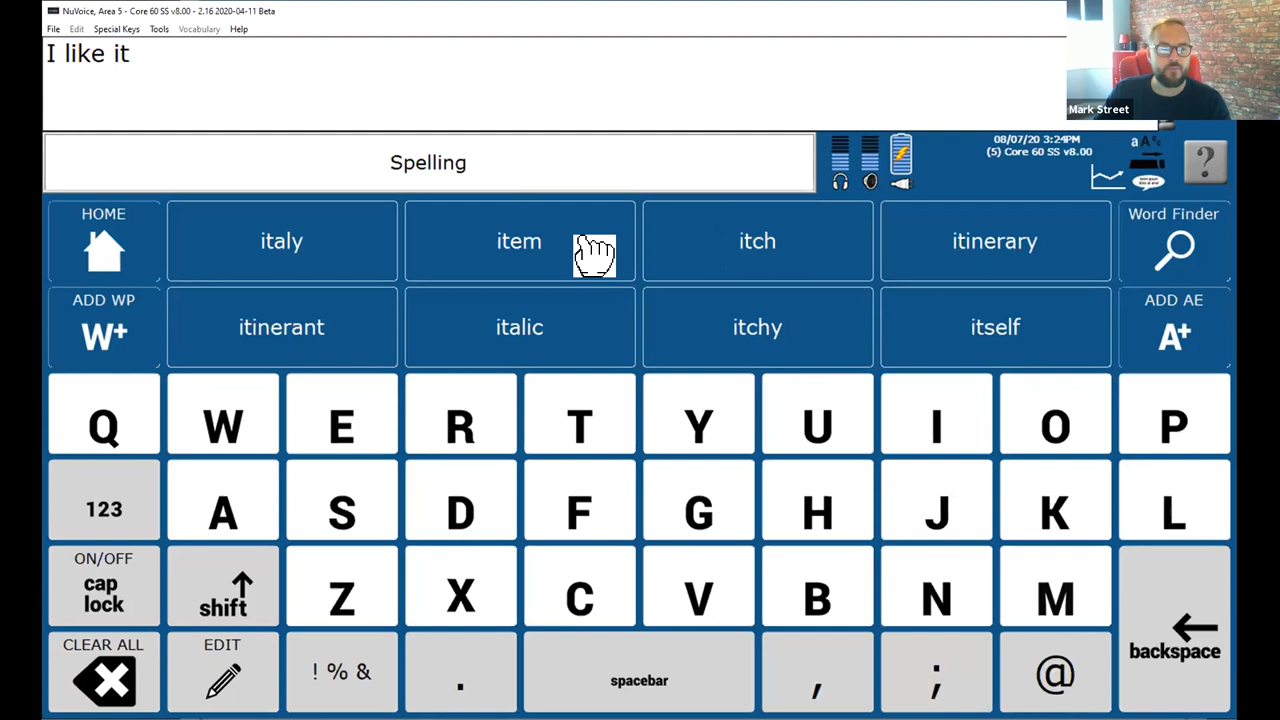 NuVoice, Area 5 - Core 60 SS v8.00 - 2.16 2020-04-11 Beta
File Edit Special Keys Tools Vocabulary Help
I like it
Mark Street
Spelling
08/07/20 3:24PM
(5) Core 60 SS v8.00
?
HOME
italy
item
itch
itinerary
Word Finder
ADD WP
W+
itinerant
italic
itchy
itself
ADD AE
A+
Q W E R T Y U I O P
123 A S D F G H J K L
ON/OFF
cap
lock
shift
Z X C V B N M
backspace
CLEAR ALL
EDIT
! % &
.
spacebar
,
;
@